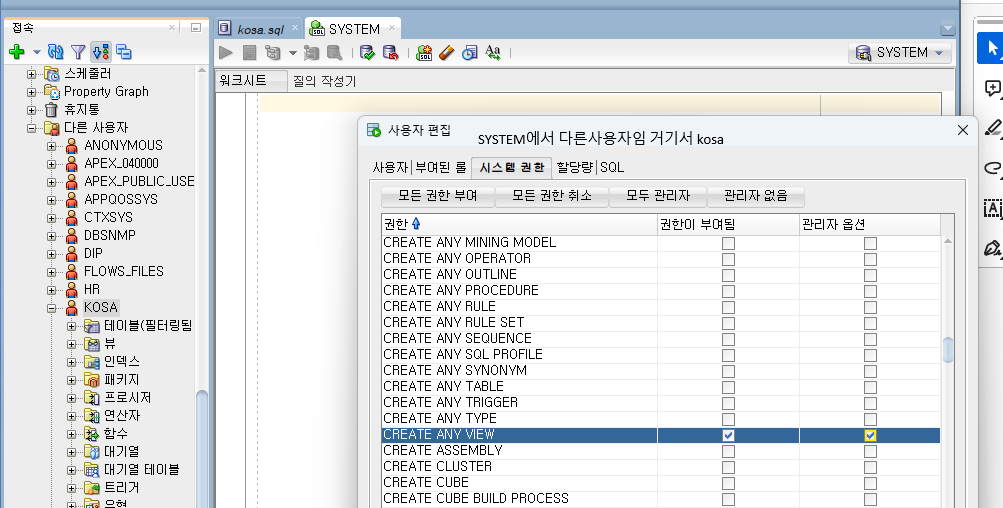 접속
kosa.sql
SYSTEM
SYSTEM
워크시트
질의 작성기
스케줄러
Property Graph
휴지통
다른 사용자
ANONYMOUS
APEX_040000
APEX_PUBLIC_USE
APPQOSSYS
CTXSYS
DBSNMP
DIP
FLOWS_FILES
HR
KOSA
테이블(필터링됨
뷰
인덱스
패키지
프로시저
연산자
함수
대기열
대기열 테이블
트리거
유형
사용자 편집
SYSTEM에서 다른사용자임 거기서 kosa
사용자 부여된 롤 시스템 권한 할당량 SQL
모든 권한 부여 모든 권한 취소 모두 관리자 관리자 없음
권한 권한이 부여됨 관리자 옵션
CREATE ANY MINING MODEL
CREATE ANY OPERATOR
CREATE ANY OUTLINE
CREATE ANY PROCEDURE
CREATE ANY RULE
CREATE ANY RULE SET
CREATE ANY SEQUENCE
CREATE ANY SQL PROFILE
CREATE ANY SYNONYM
CREATE ANY TABLE
CREATE ANY TRIGGER
CREATE ANY TYPE
CREATE ANY VIEW
CREATE ASSEMBLY
CREATE CLUSTER
CREATE CUBE
CREATE CUBE BUILD PROCESS